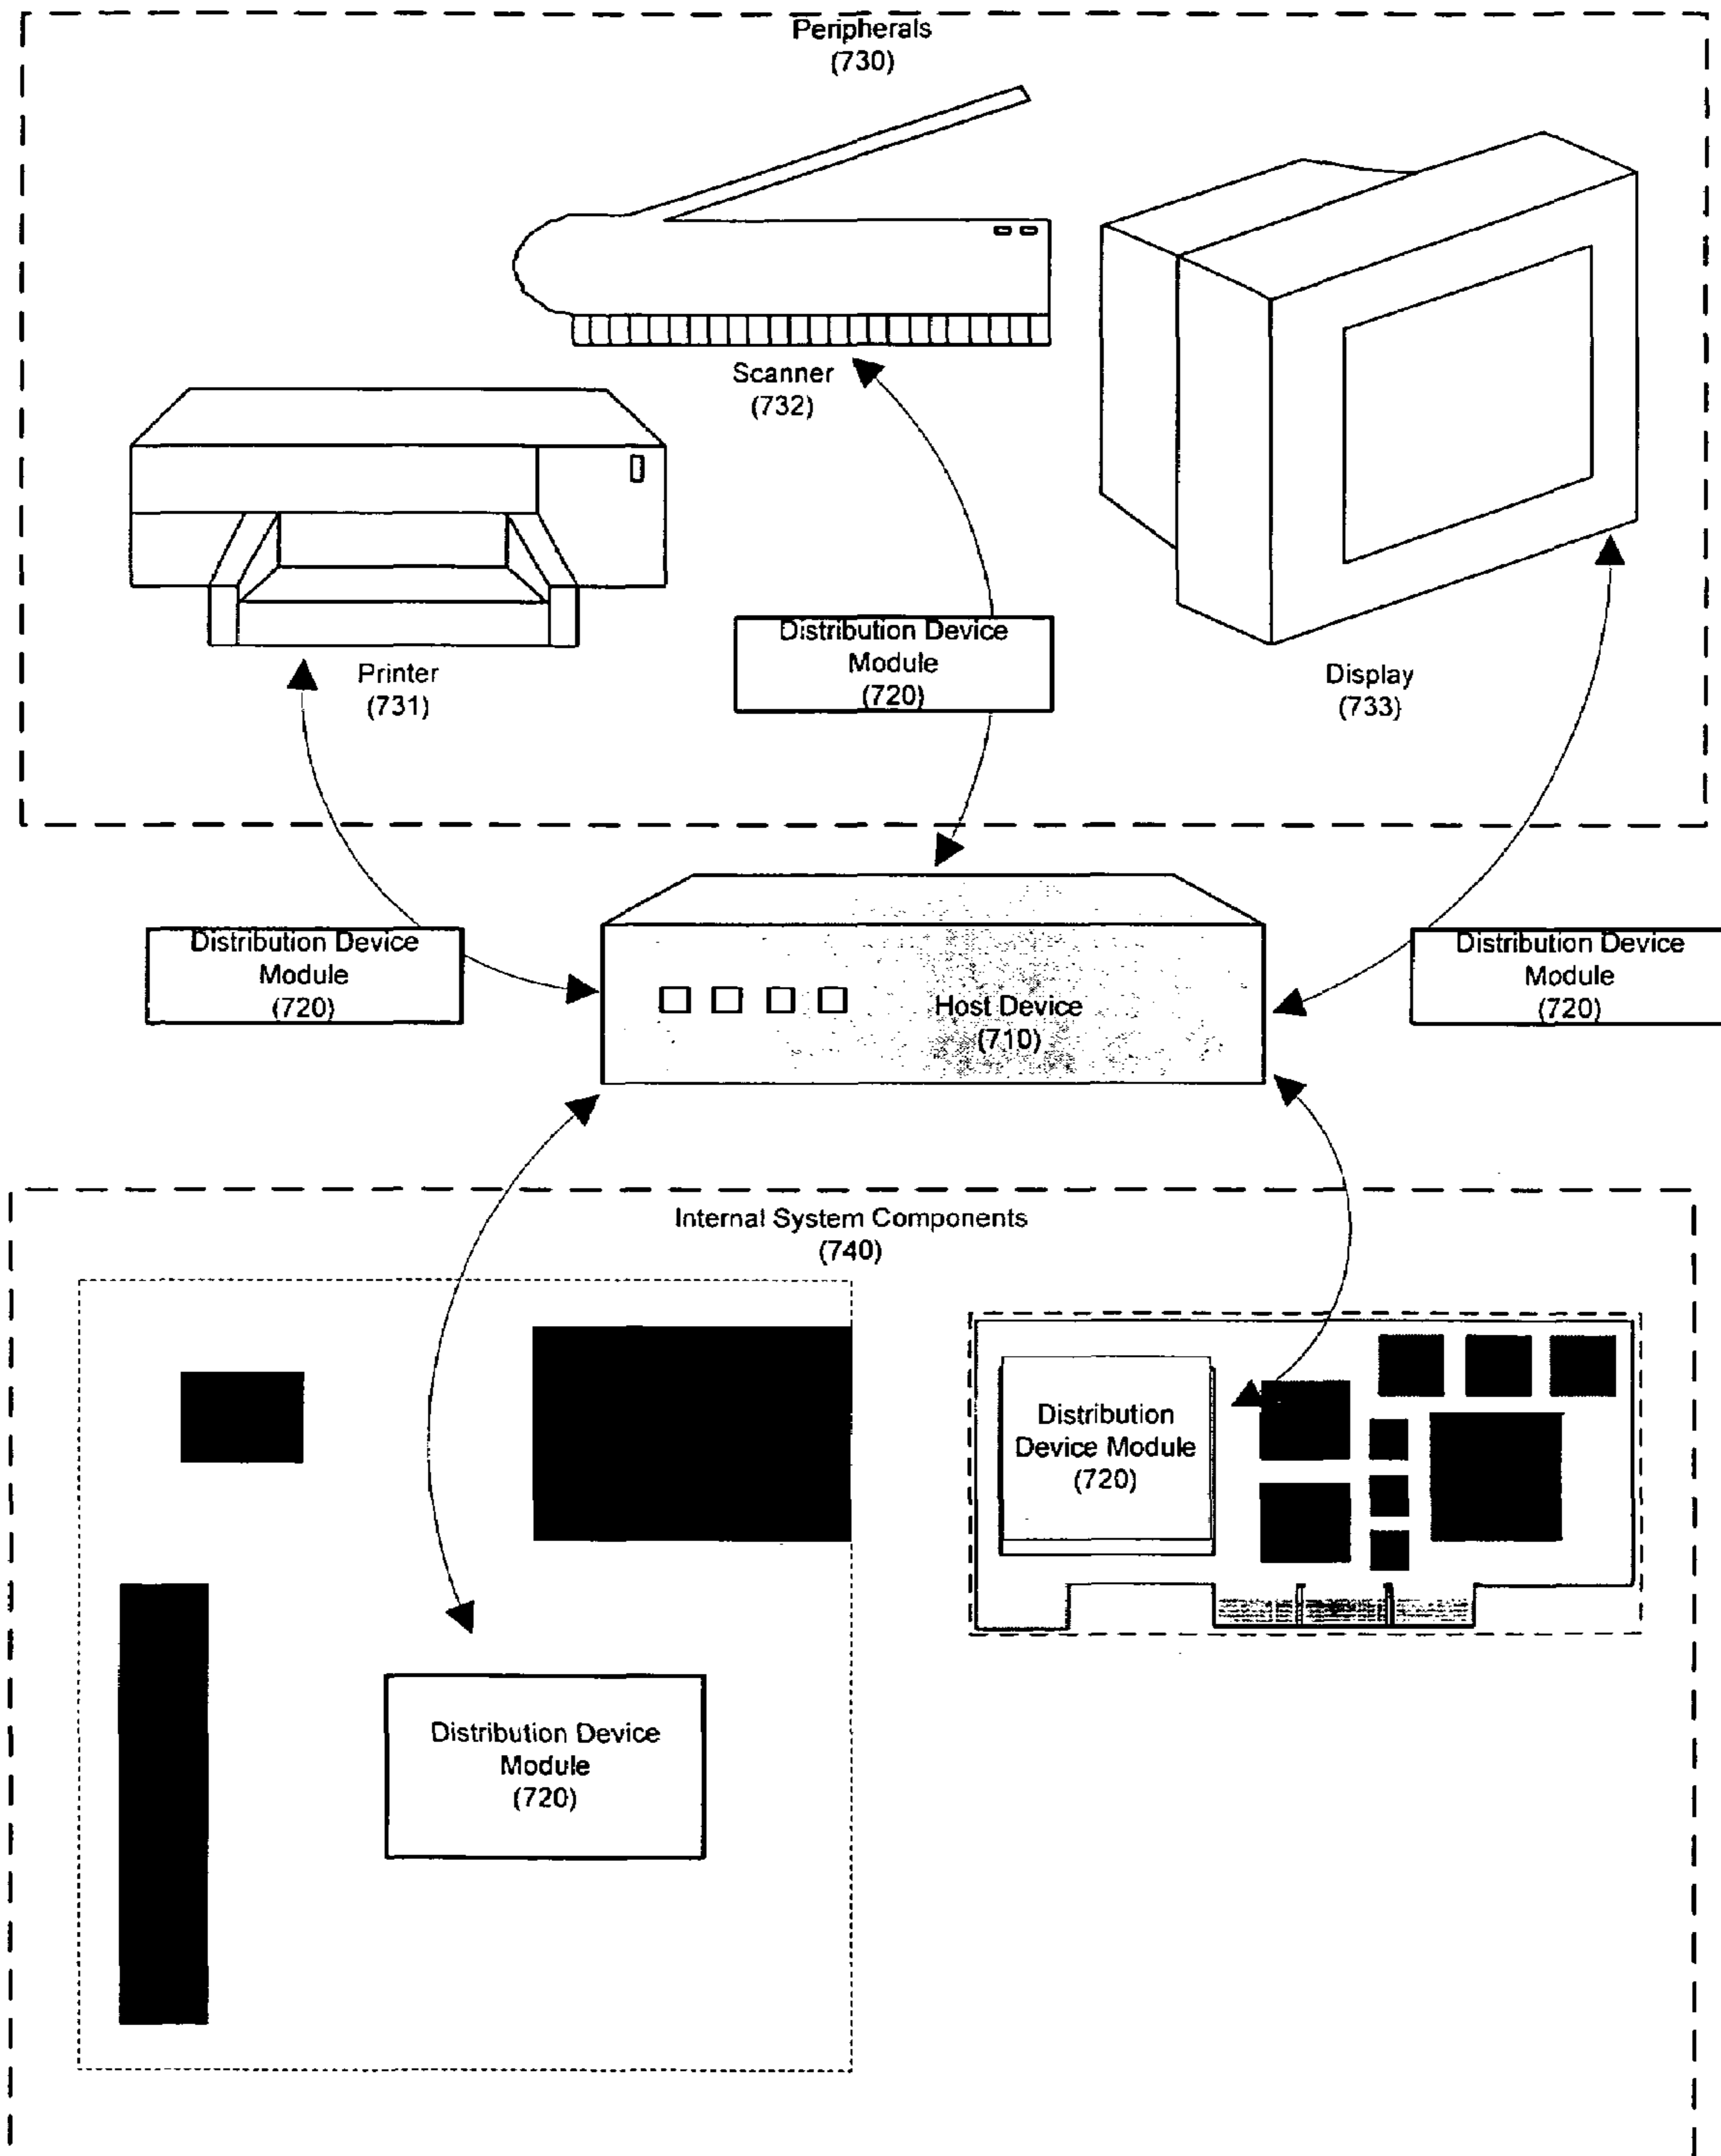 Peripherals
(730)
Scanner
(732)
Printer
(731)
Distribution Device
Module
(720)
Display
(733)
Distribution Device
Module
(720)
Host Device
(710)
Distribution Device
Module
(720)
Internal System Components
(740)
Distribution
Device Module
(720)
Distribution Device
Module
(720)